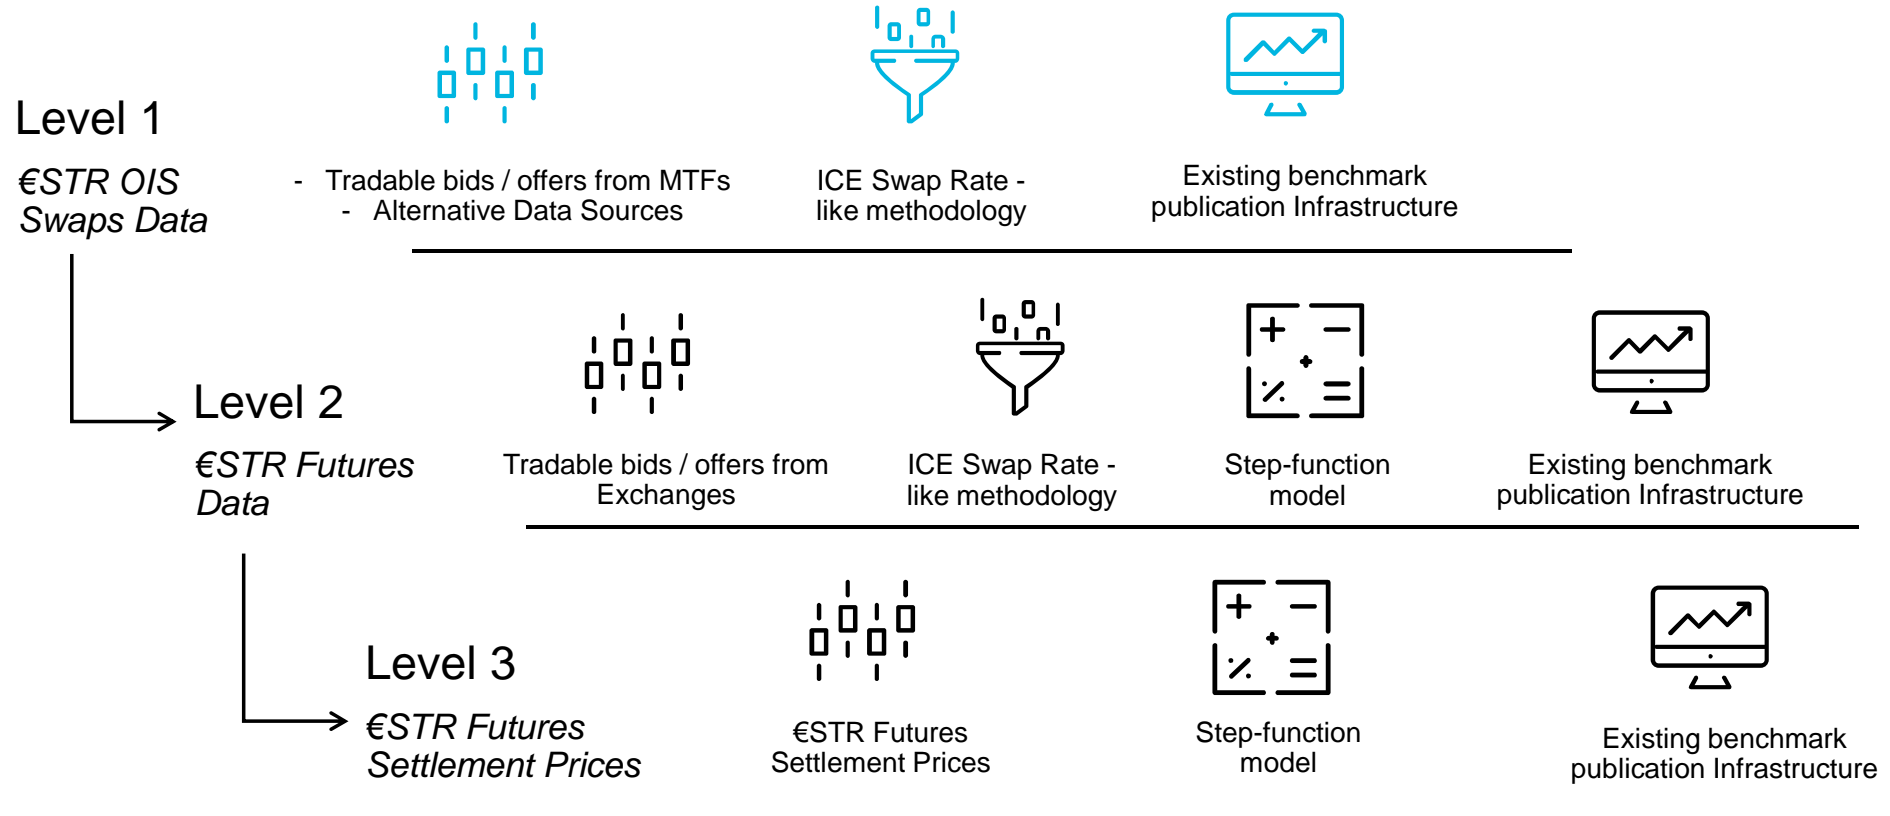 Level 1
€STR OIS
Swaps Data
- Tradable bids / offers from MTFs
- Alternative Data Sources
ICE Swap Rate -
like methodology
Existing benchmark
publication Infrastructure
Level 2
€STR Futures
Data
Tradable bids / offers from
Exchanges
ICE Swap Rate -
like methodology
Step-function
model
Existing benchmark
publication Infrastructure
Level 3
€STR Futures
Settlement Prices
€STR Futures
Settlement Prices
Step-function
model
Existing benchmark
publication Infrastructure